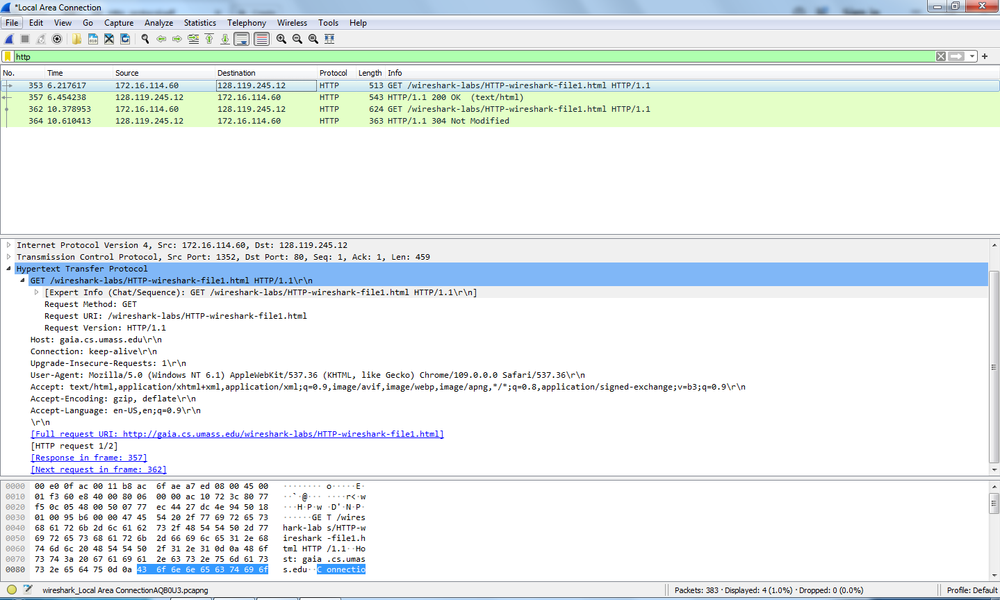 *Local Area Connection
File Edit View Go Capture Analyze Statistics Telephony Wireless Tools Help
http
No. Time Source Destination Protocol Length Info
353 6.217617 172.16.114.60 128.119.245.12 HTTP 513 GET /wireshark-labs/HTTP-wireshark-file1.html HTTP/1.1
357 6.454238 128.119.245.12 172.16.114.60 HTTP 543 HTTP/1.1 200 OK (text/html)
362 10.378953 172.16.114.60 128.119.245.12 HTTP 624 GET /wireshark-labs/HTTP-wireshark-file1.html HTTP/1.1
364 10.610413 128.119.245.12 172.16.114.60 HTTP 363 HTTP/1.1 304 Not Modified
Internet Protocol Version 4, Src: 172.16.114.60, Dst: 128.119.245.12
Transmission Control Protocol, Src Port: 1352, Dst Port: 80, Seq: 1, Ack: 1, Len: 459
Hypertext Transfer Protocol
GET /wireshark-labs/HTTP-wireshark-file1.html HTTP/1.1\r\n
[Expert Info (Chat/Sequence): GET /wireshark-labs/HTTP-wireshark-file1.html HTTP/1.1\r\n]
Request Method: GET
Request URI: /wireshark-labs/HTTP-wireshark-file1.html
Request Version: HTTP/1.1
Host: gaia.cs.umass.edu\r\n
Connection: keep-alive\r\n
Upgrade-Insecure-Requests: 1\r\n
User-Agent: Mozilla/5.0 (Windows NT 6.1) AppleWebKit/537.36 (KHTML, like Gecko) Chrome/109.0.0.0 Safari/537.36\r\n
Accept: text/html,application/xhtml+xml,application/xml;q=0.9,image/avif,image/webp,image/apng,*/*;q=0.8,application/signed-exchange;v=b3;q=0.9\r\n
Accept-Encoding: gzip, deflate\r\n
Accept-Language: en-US,en;q=0.9\r\n
\r\n
[Full request URI: http://gaia.cs.umass.edu/wireshark-labs/HTTP-wireshark-file1.html]
[HTTP request 1/2]
[Response in frame: 357]
[Next request in frame: 362]
0000 00 e0 0f ac 00 11 b8 ac 6f ae a7 ed 08 00 45 00 ········ o·····E·
0010 01 f3 60 e8 40 00 80 06 00 00 ac 10 72 3c 80 77 ··`·@··· ····r<·w
0020 f5 0c 05 48 00 50 07 77 ec 44 27 dc 4e 94 50 18 ···H·P·w ·D'·N·P·
0030 01 00 95 b6 00 00 47 45 54 20 2f 77 69 72 65 73 ······GE T /wires
0040 68 61 72 6b 2d 6c 61 62 73 2f 48 54 54 50 2d 77 hark-lab s/HTTP-w
0050 69 72 65 73 68 61 72 6b 2d 66 69 6c 65 31 2e 68 ireshark -file1.h
0060 74 6d 6c 20 48 54 54 50 2f 31 2e 31 0d 0a 48 6f tml HTTP /1.1··Ho
0070 73 74 3a 20 67 61 69 61 2e 63 73 2e 75 6d 61 73 st: gaia .cs.umas
0080 73 2e 65 64 75 0d 0a 43 6f 6e 6e 65 63 74 69 6f s.edu··C onnectio
wireshark_Local Area ConnectionAQB0U3.pcapng Packets: 383 · Displayed: 4 (1.0%) · Dropped: 0 (0.0%) Profile: Default